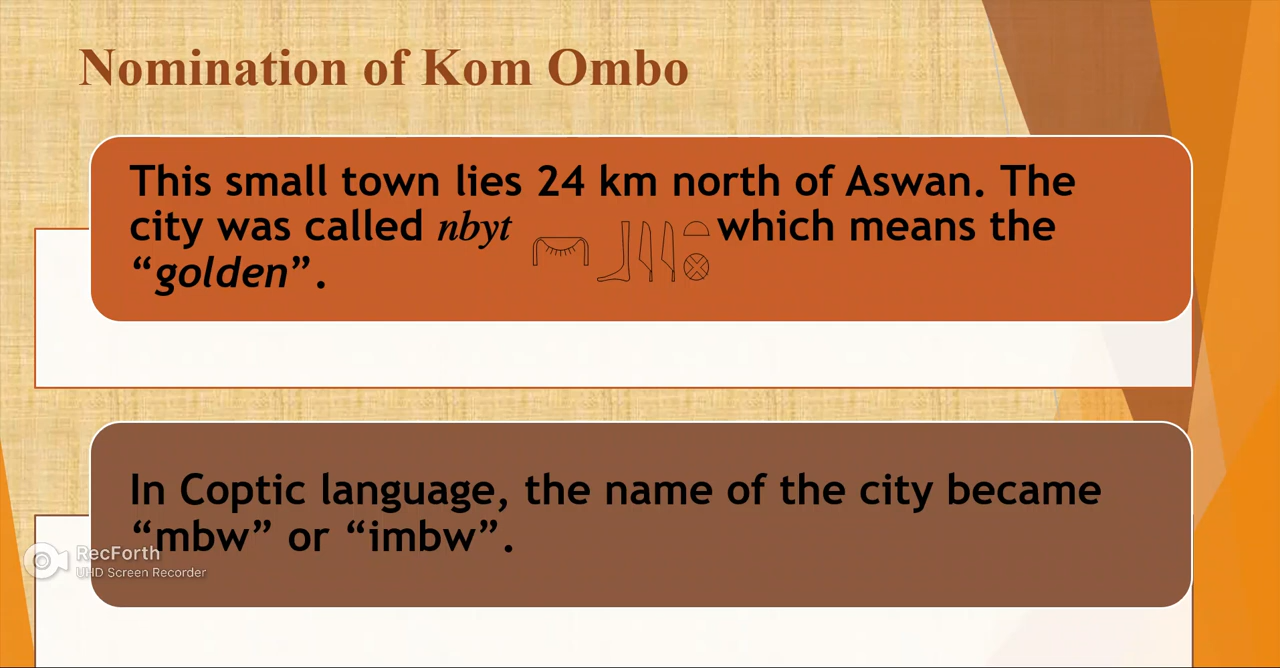 Nomination of Kom Ombo
This small town lies 24 km north of Aswan. The
city was called nbyt 𓋞𓃀𓇋𓇋𓏏𓊖 which means the
“golden”.
In Coptic language, the name of the city became
“mbw” or “imbw”.
RecForth
UHD Screen Recorder